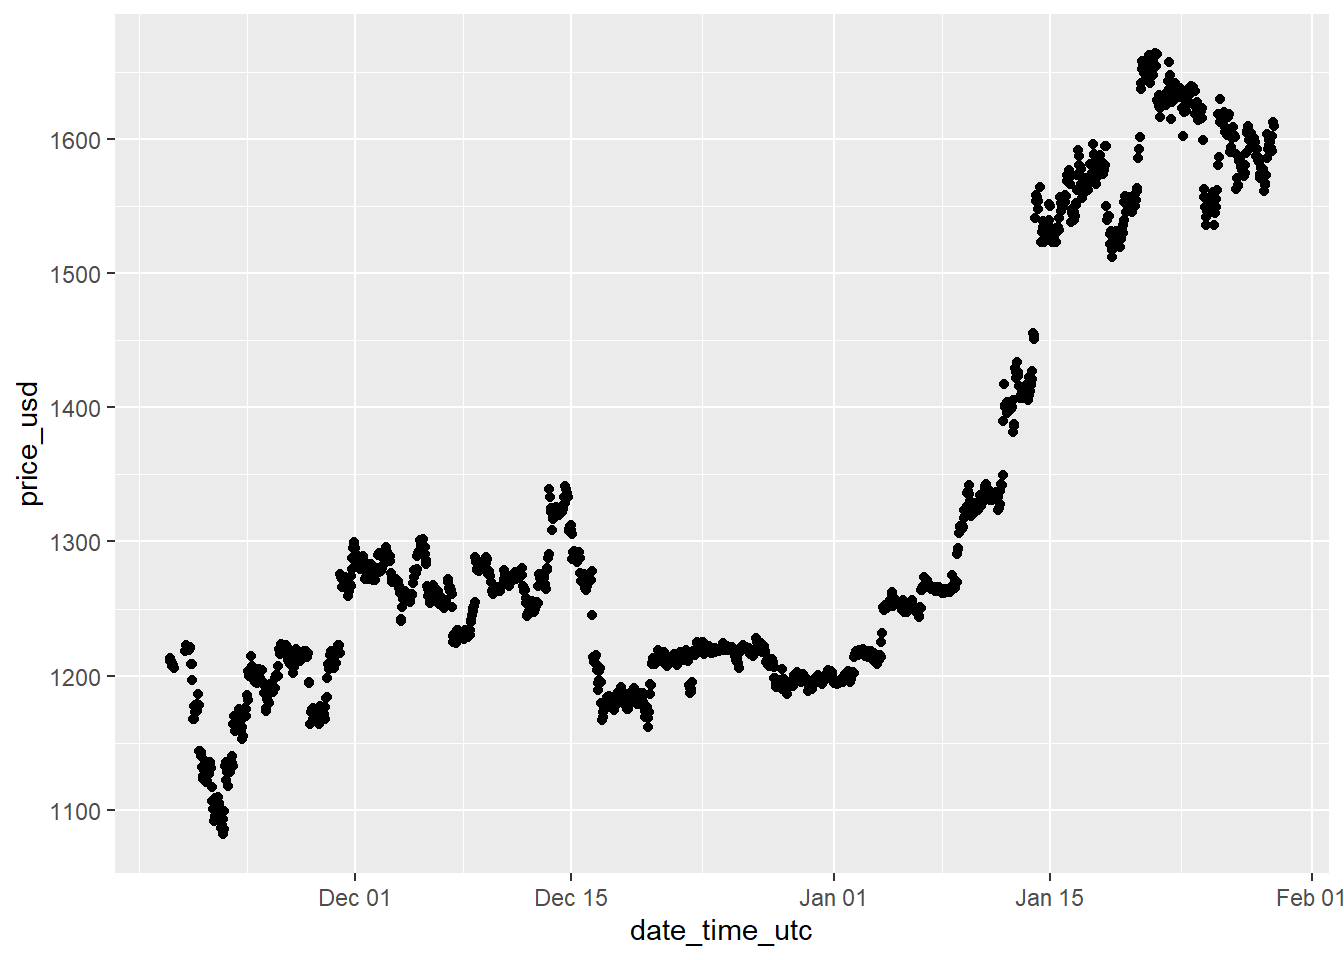 price_usd
1600
1500
1400
1300
1200
1100
Dec 01
Dec 15
Jan 01
Jan 15
Feb 01
date_time_utc